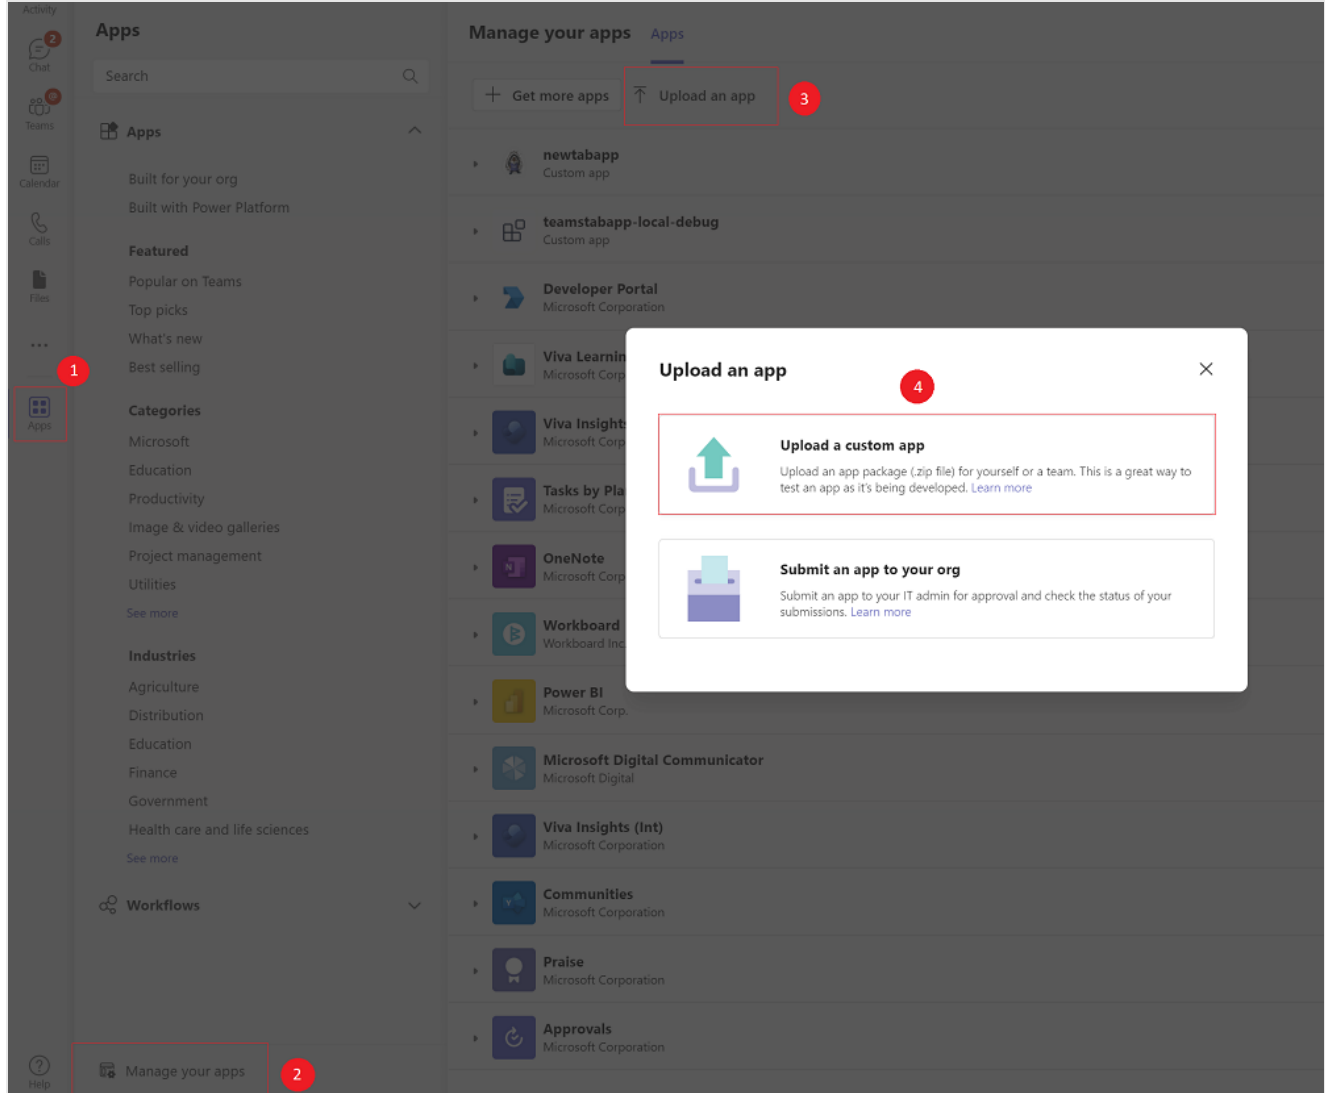 Activity
2
Chat
@
Teams
Calendar
Calls
Files
1
Apps
Help
Apps
Search
Apps
Built for your org
Built with Power Platform
Featured
Popular on Teams
Top picks
What's new
Best selling
Categories
Microsoft
Education
Productivity
Image & video galleries
Project management
Utilities
See more
Industries
Agriculture
Distribution
Education
Finance
Government
Health care and life sciences
See more
Workflows
Manage your apps
2
Manage your apps Apps
Get more apps Upload an app 3
newtabapp
Custom app
teamstabapp-local-debug
Custom app
Developer Portal
Microsoft Corporation
Viva Learnin
Microsoft Corp
Viva Insight
Microsoft Corp
Tasks by Pla
Microsoft Corp
OneNote
Microsoft Corp
Workboard
Workboard Inc
Power BI
Microsoft Corp.
Microsoft Digital Communicator
Microsoft Digital
Viva Insights (Int)
Microsoft Corporation
Communities
Microsoft Corporation
Praise
Microsoft Corporation
Approvals
Microsoft Corporation
Upload an app
4
Upload a custom app
Upload an app package (.zip file) for yourself or a team. This is a great way to
test an app as it's being developed. Learn more
Submit an app to your org
Submit an app to your IT admin for approval and check the status of your
submissions. Learn more